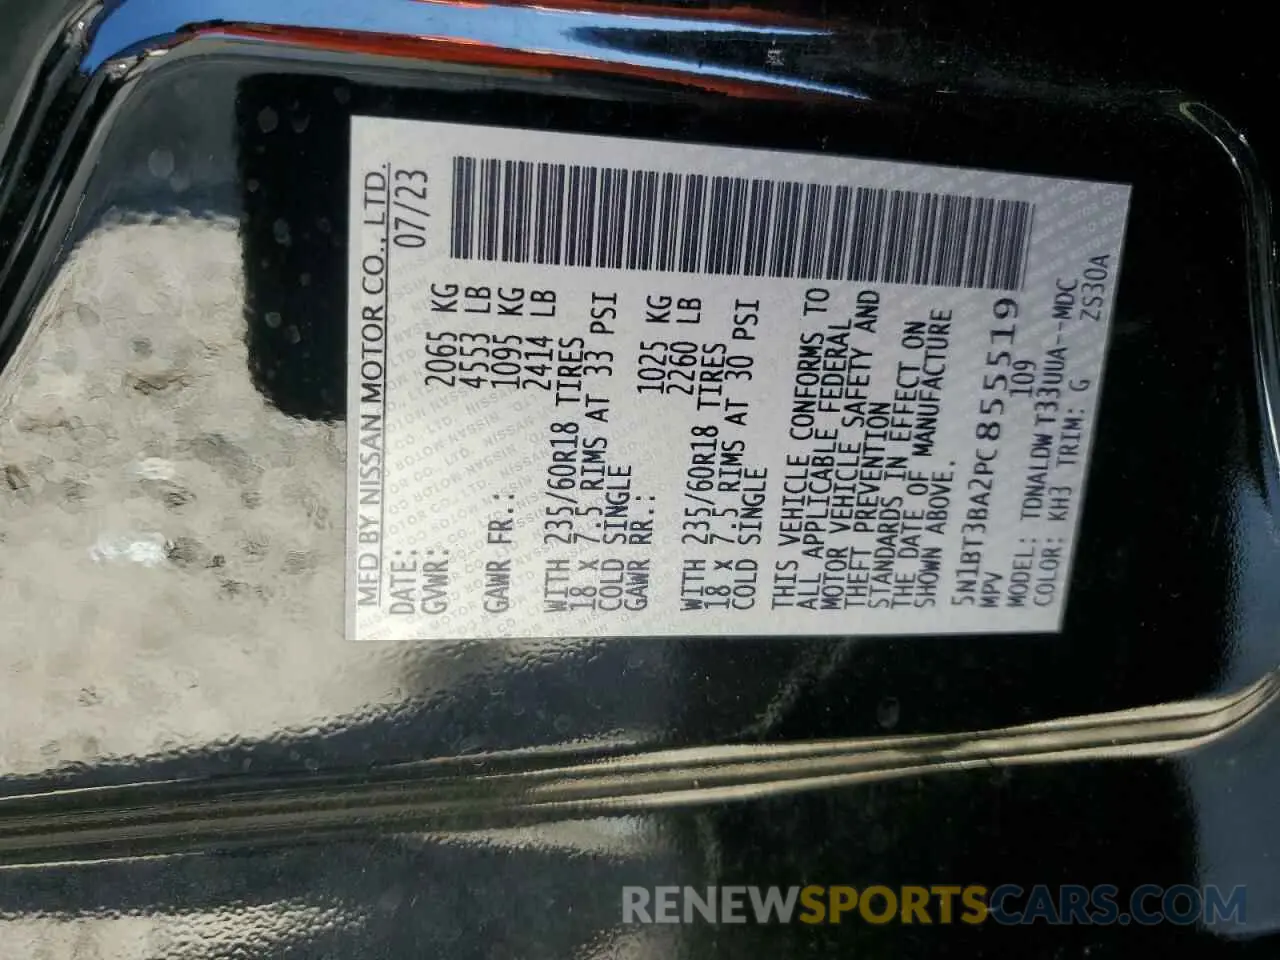 MFD BY NISSAN MOTOR CO., LTD.
DATE: 07/23
GVWR: 2065 KG
4553 LB
GAWR FR.: 1095 KG
2414 LB
WITH 235/60R18 TIRES
18 X 7.5 RIMS AT 33 PSI
COLD SINGLE
GAWR RR.: 1025 KG
2260 LB
WITH 235/60R18 TIRES
18 X 7.5 RIMS AT 30 PSI
COLD SINGLE
THIS VEHICLE CONFORMS TO
ALL APPLICABLE FEDERAL
MOTOR VEHICLE SAFETY AND
THEFT PREVENTION
STANDARDS IN EFFECT ON
THE DATE OF MANUFACTURE
SHOWN ABOVE.
5N1BT3BA2PC855519
MPV 109
MODEL: TDNALDW T33UUA--MDC
COLOR: KH3 TRIM: G ZS30A
RENEWSPORTSCARS.COM